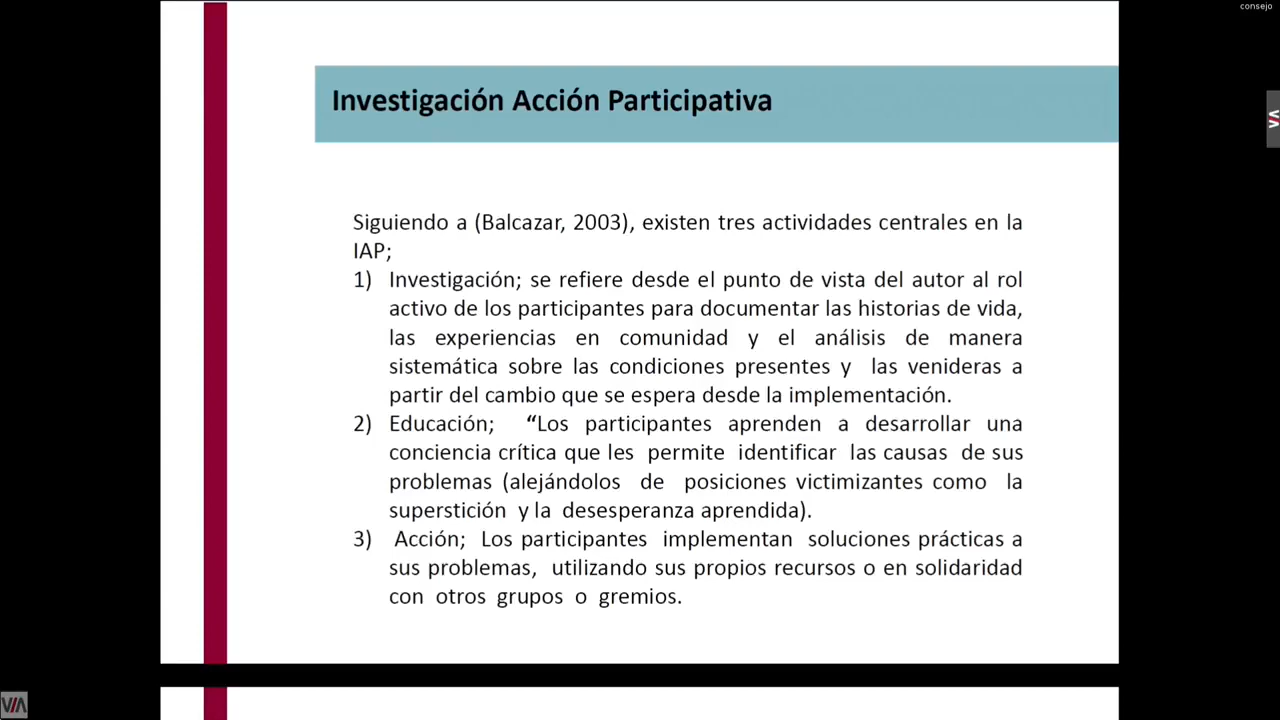 consejo
Investigación Acción Participativa
Siguiendo a (Balcazar, 2003), existen tres actividades centrales en la
IAP;
1) Investigación; se refiere desde el punto de vista del autor al rol
activo de los participantes para documentar las historias de vida,
las experiencias en comunidad y el análisis de manera
sistemática sobre las condiciones presentes y las venideras a
partir del cambio que se espera desde la implementación.
2) Educación; “Los participantes aprenden a desarrollar una
conciencia crítica que les permite identificar las causas de sus
problemas (alejándolos de posiciones victimizantes como la
superstición y la desesperanza aprendida).
3) Acción; Los participantes implementan soluciones prácticas a
sus problemas, utilizando sus propios recursos o en solidaridad
con otros grupos o gremios.
VIA